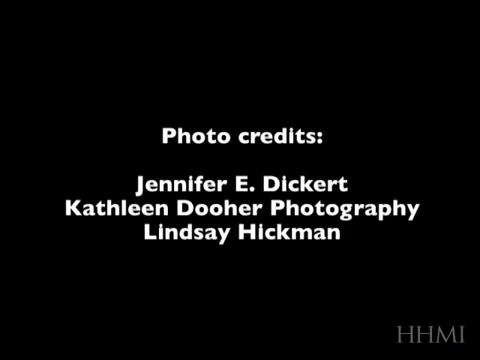 Photo credits:
Jennifer E. Dickert
Kathleen Dooher Photography
Lindsay Hickman
HHMI